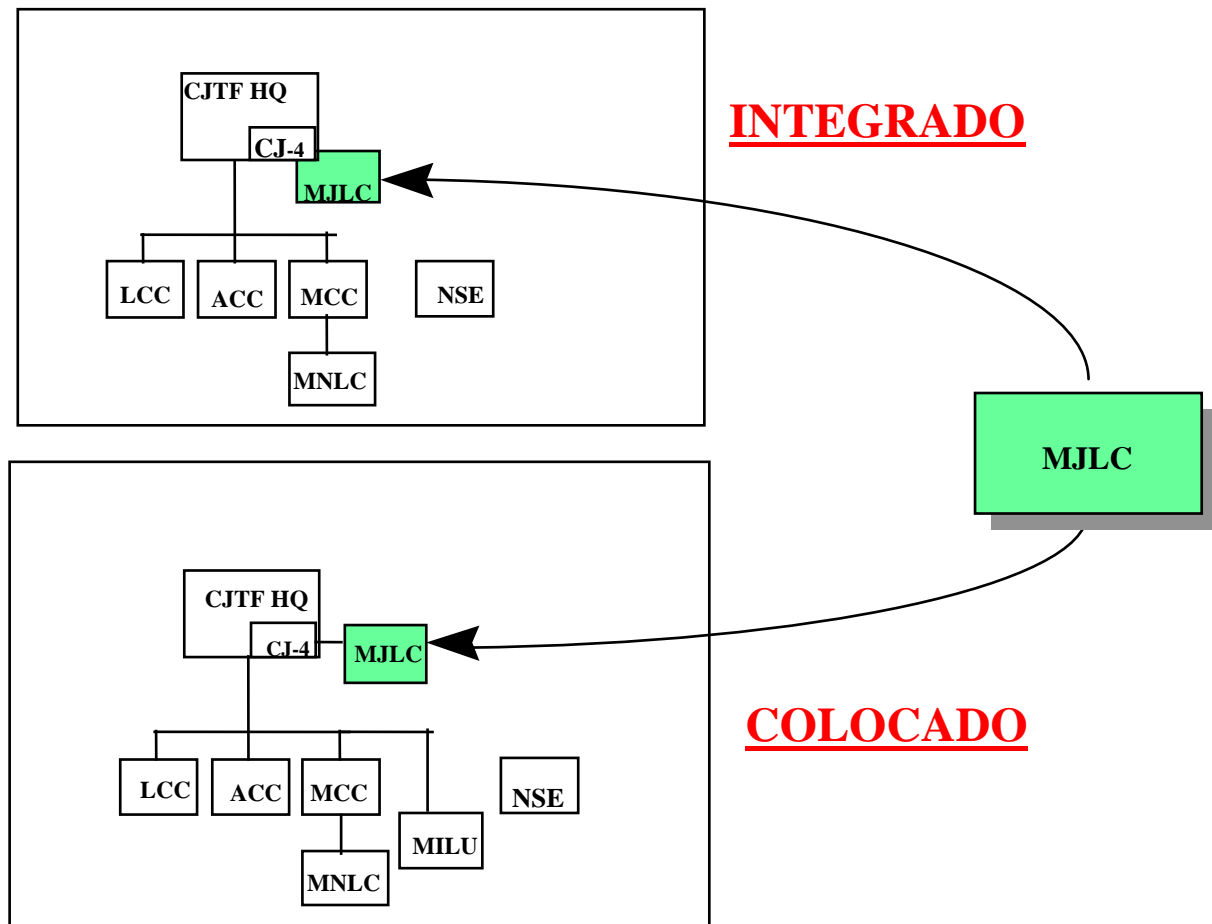 CJTF HQ
CJ-4
MJLC
LCC
ACC
MCC
NSE
MNLC
INTEGRADO
MJLC
CJTF HQ
CJ-4
MJLC
LCC
ACC
MCC
MILU
NSE
MNLC
COLOCADO